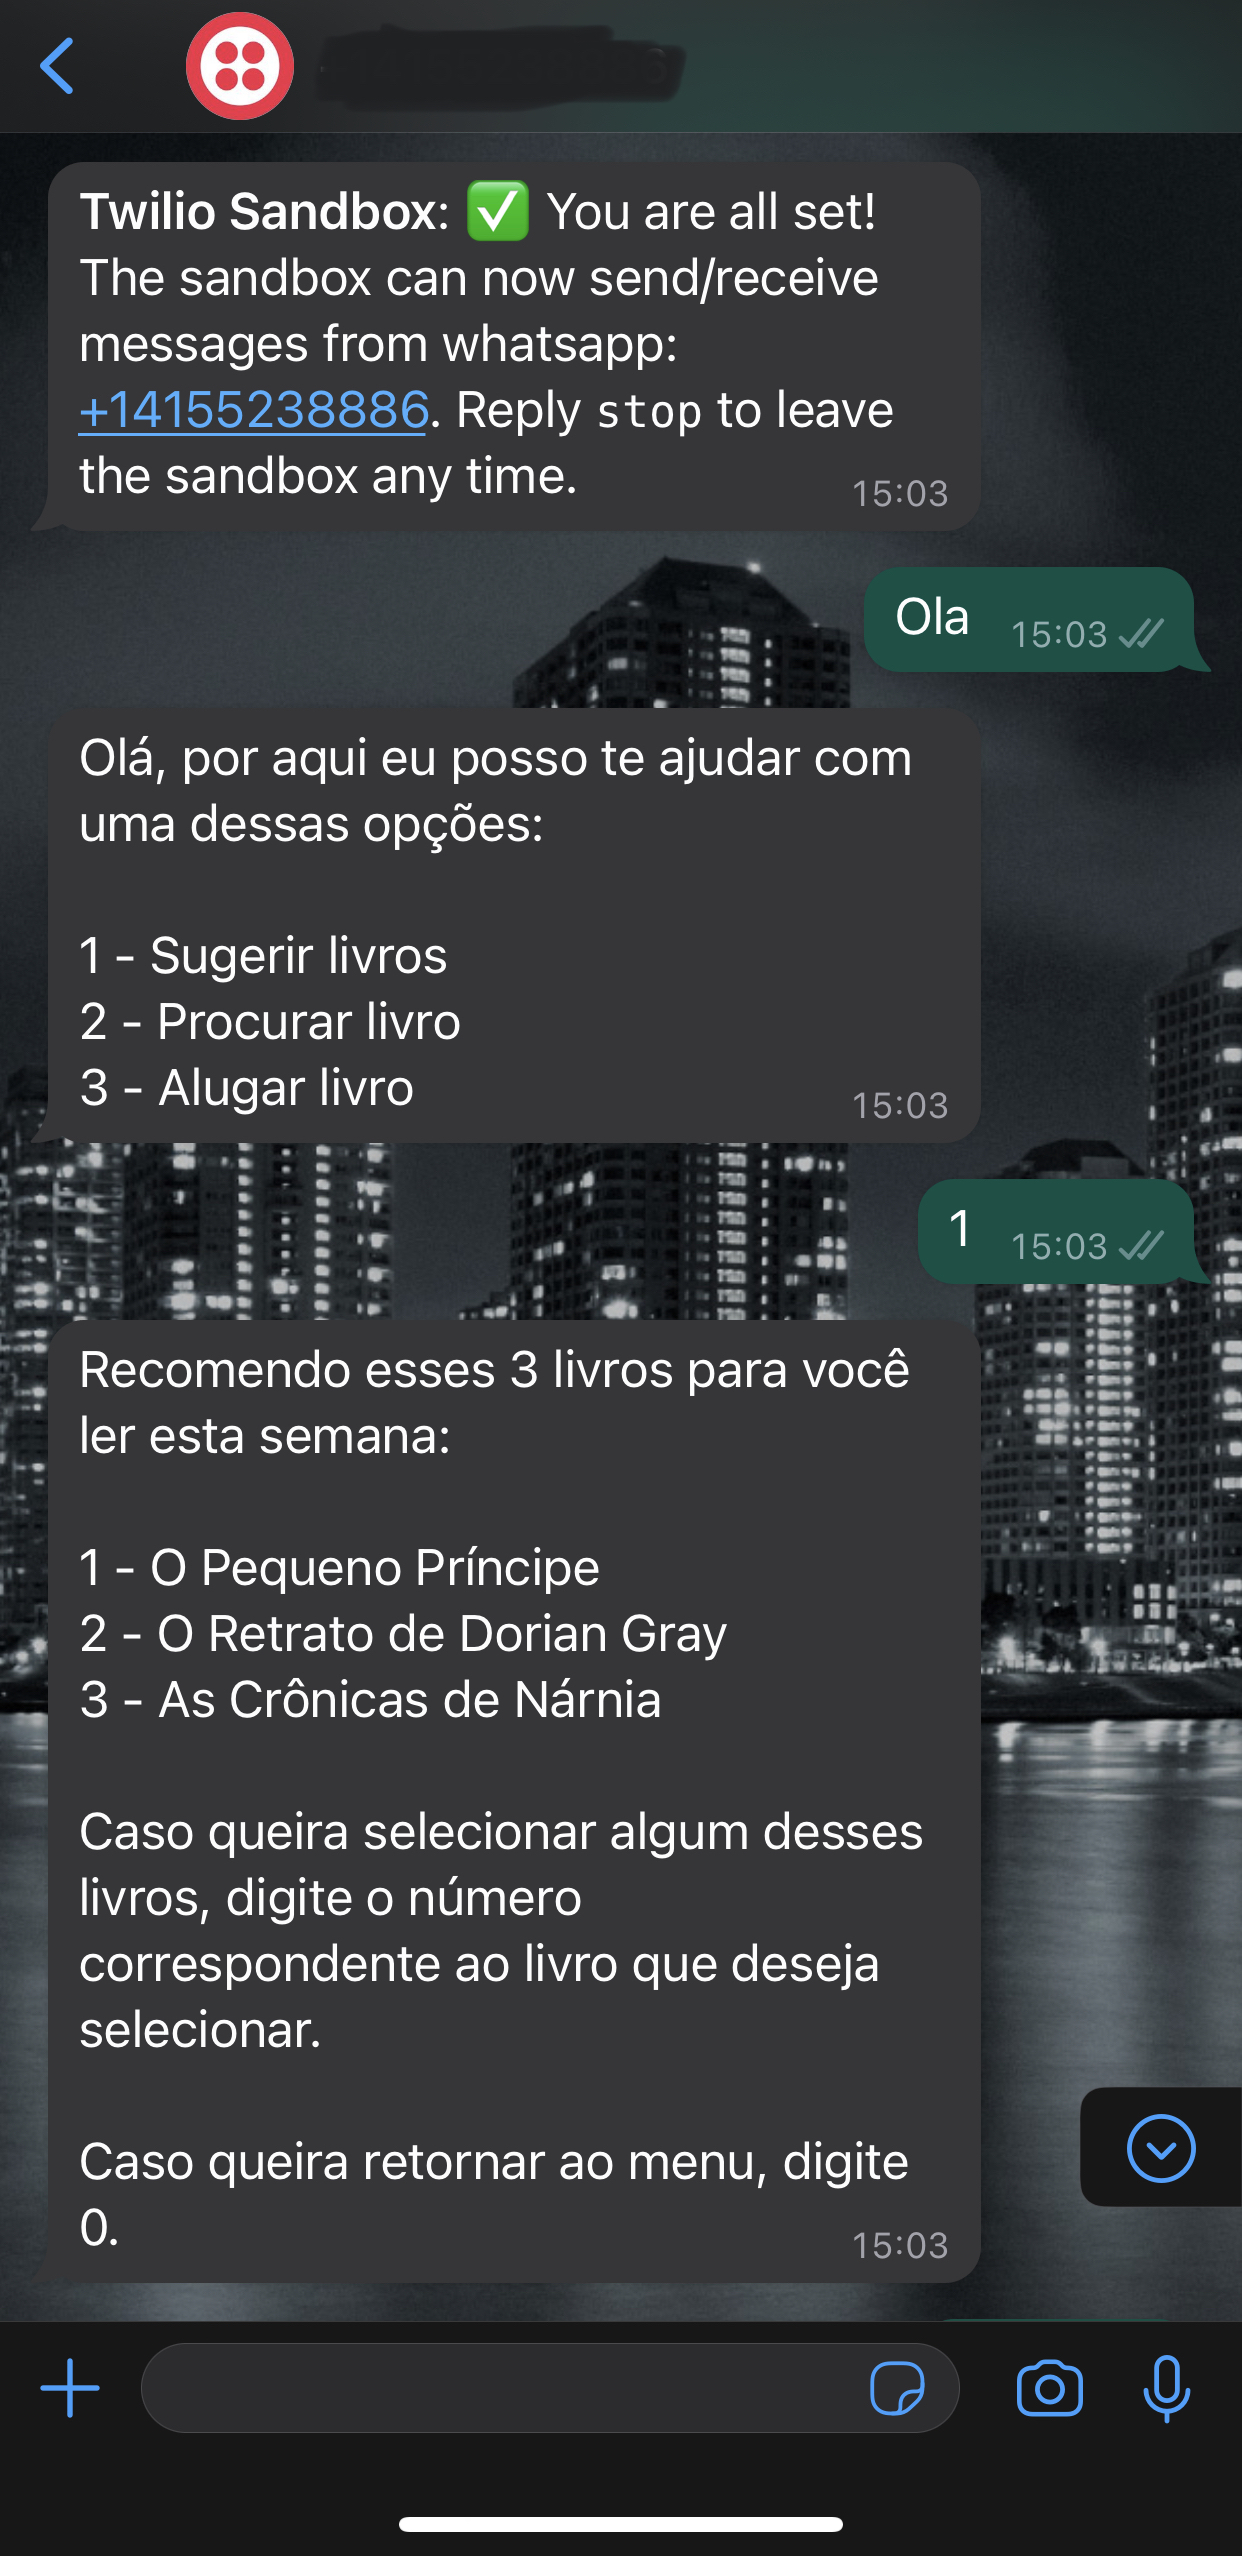 Twilio Sandbox: ✅ You are all set!
The sandbox can now send/receive
messages from whatsapp:
+14155238886. Reply stop to leave
the sandbox any time.
15:03
Ola
15:03
Olá, por aqui eu posso te ajudar com
uma dessas opções:
1 - Sugerir livros
2 - Procurar livro
3 - Alugar livro
15:03
1
15:03
Recomendo esses 3 livros para você
ler esta semana:
1 - O Pequeno Príncipe
2 - O Retrato de Dorian Gray
3 - As Crônicas de Nárnia
Caso queira selecionar algum desses
livros, digite o número
correspondente ao livro que deseja
selecionar.
Caso queira retornar ao menu, digite
0.
15:03